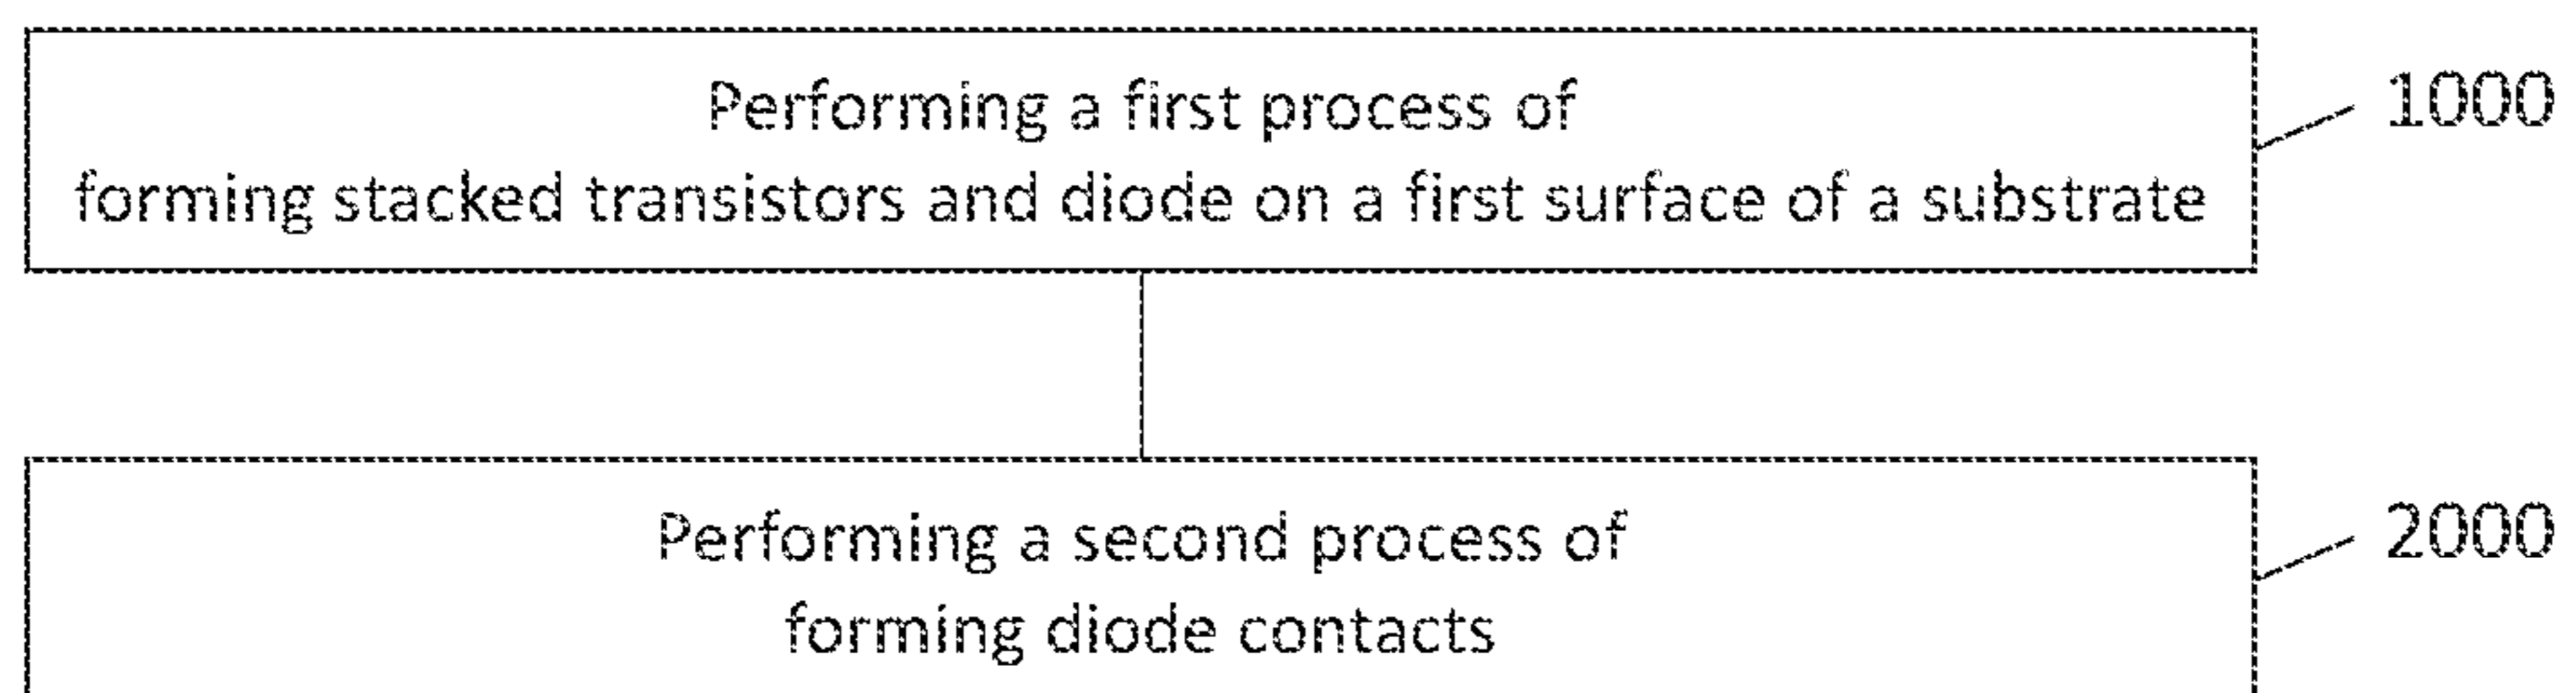 Performing a first process of
forming stacked transistors and diode on a first surface of a substrate
1000
Performing a second process of
forming diode contacts
2000